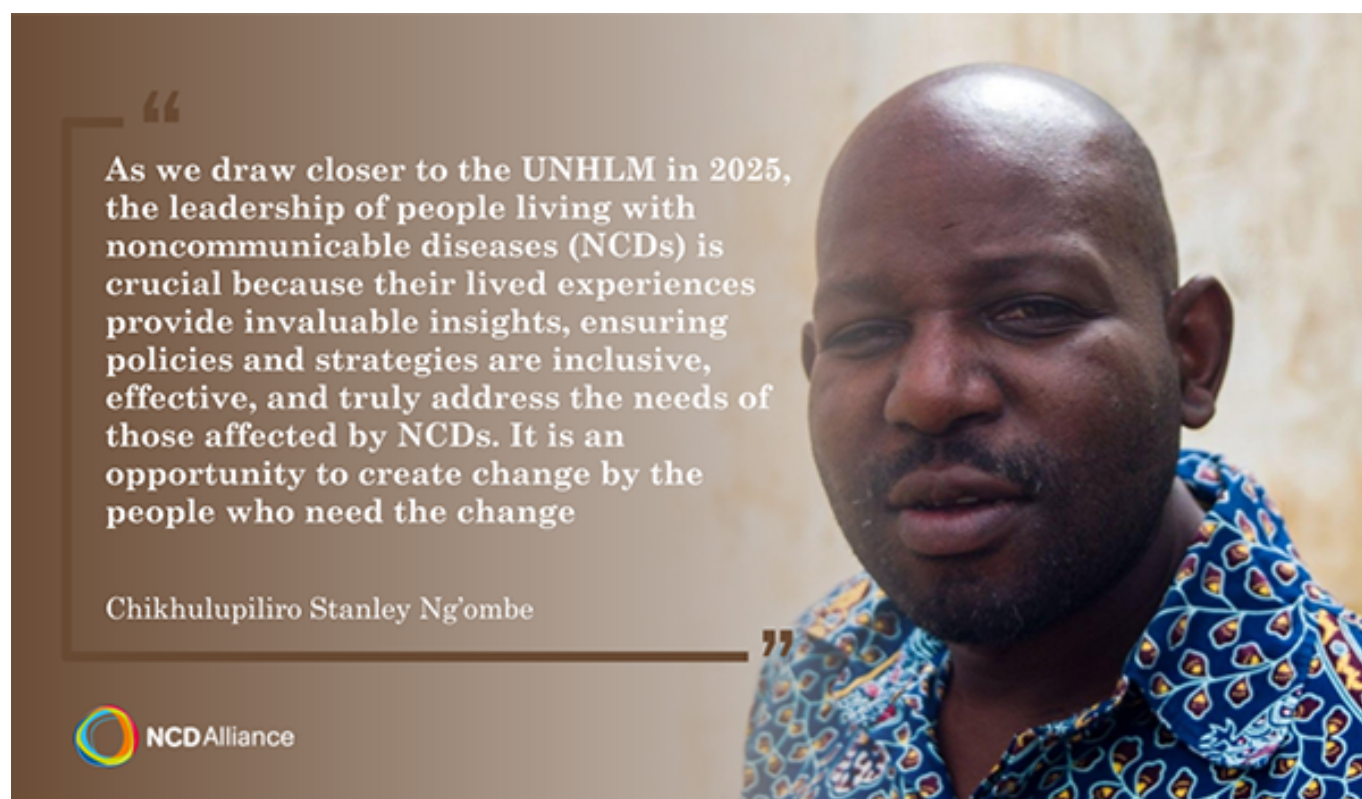 “
As we draw closer to the UNHLM in 2025,
the leadership of people living with
noncommunicable diseases (NCDs) is
crucial because their lived experiences
provide invaluable insights, ensuring
policies and strategies are inclusive,
effective, and truly address the needs of
those affected by NCDs. It is an
opportunity to create change by the
people who need the change
Chikhulupiliro Stanley Ng’ombe
”
NCDAlliance